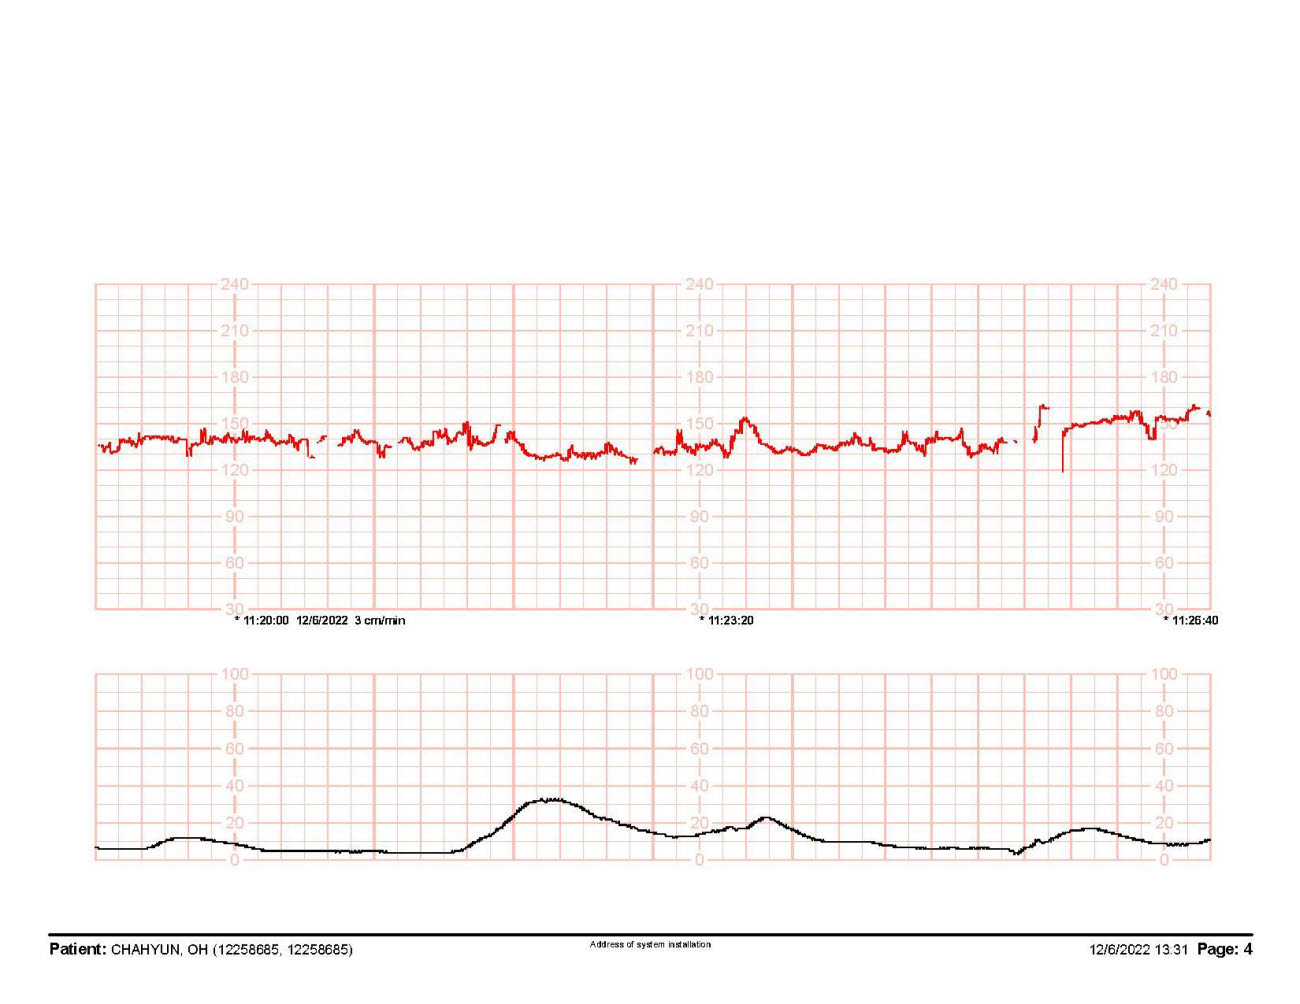 240 240 240
210 210 210
180 180 180
150 150 150
120 120 120
90 90 90
60 60 60
30 30 30
* 11:20:00 12/6/2022 3 cm/min * 11:23:20 * 11:26:40
100 100 100
80 80 80
60 60 60
40 40 40
20 20 20
0 0 0
Patient: CHAHYUN, OH (12258685, 12258685) Address of system installation 12/6/2022 13:31 Page: 4